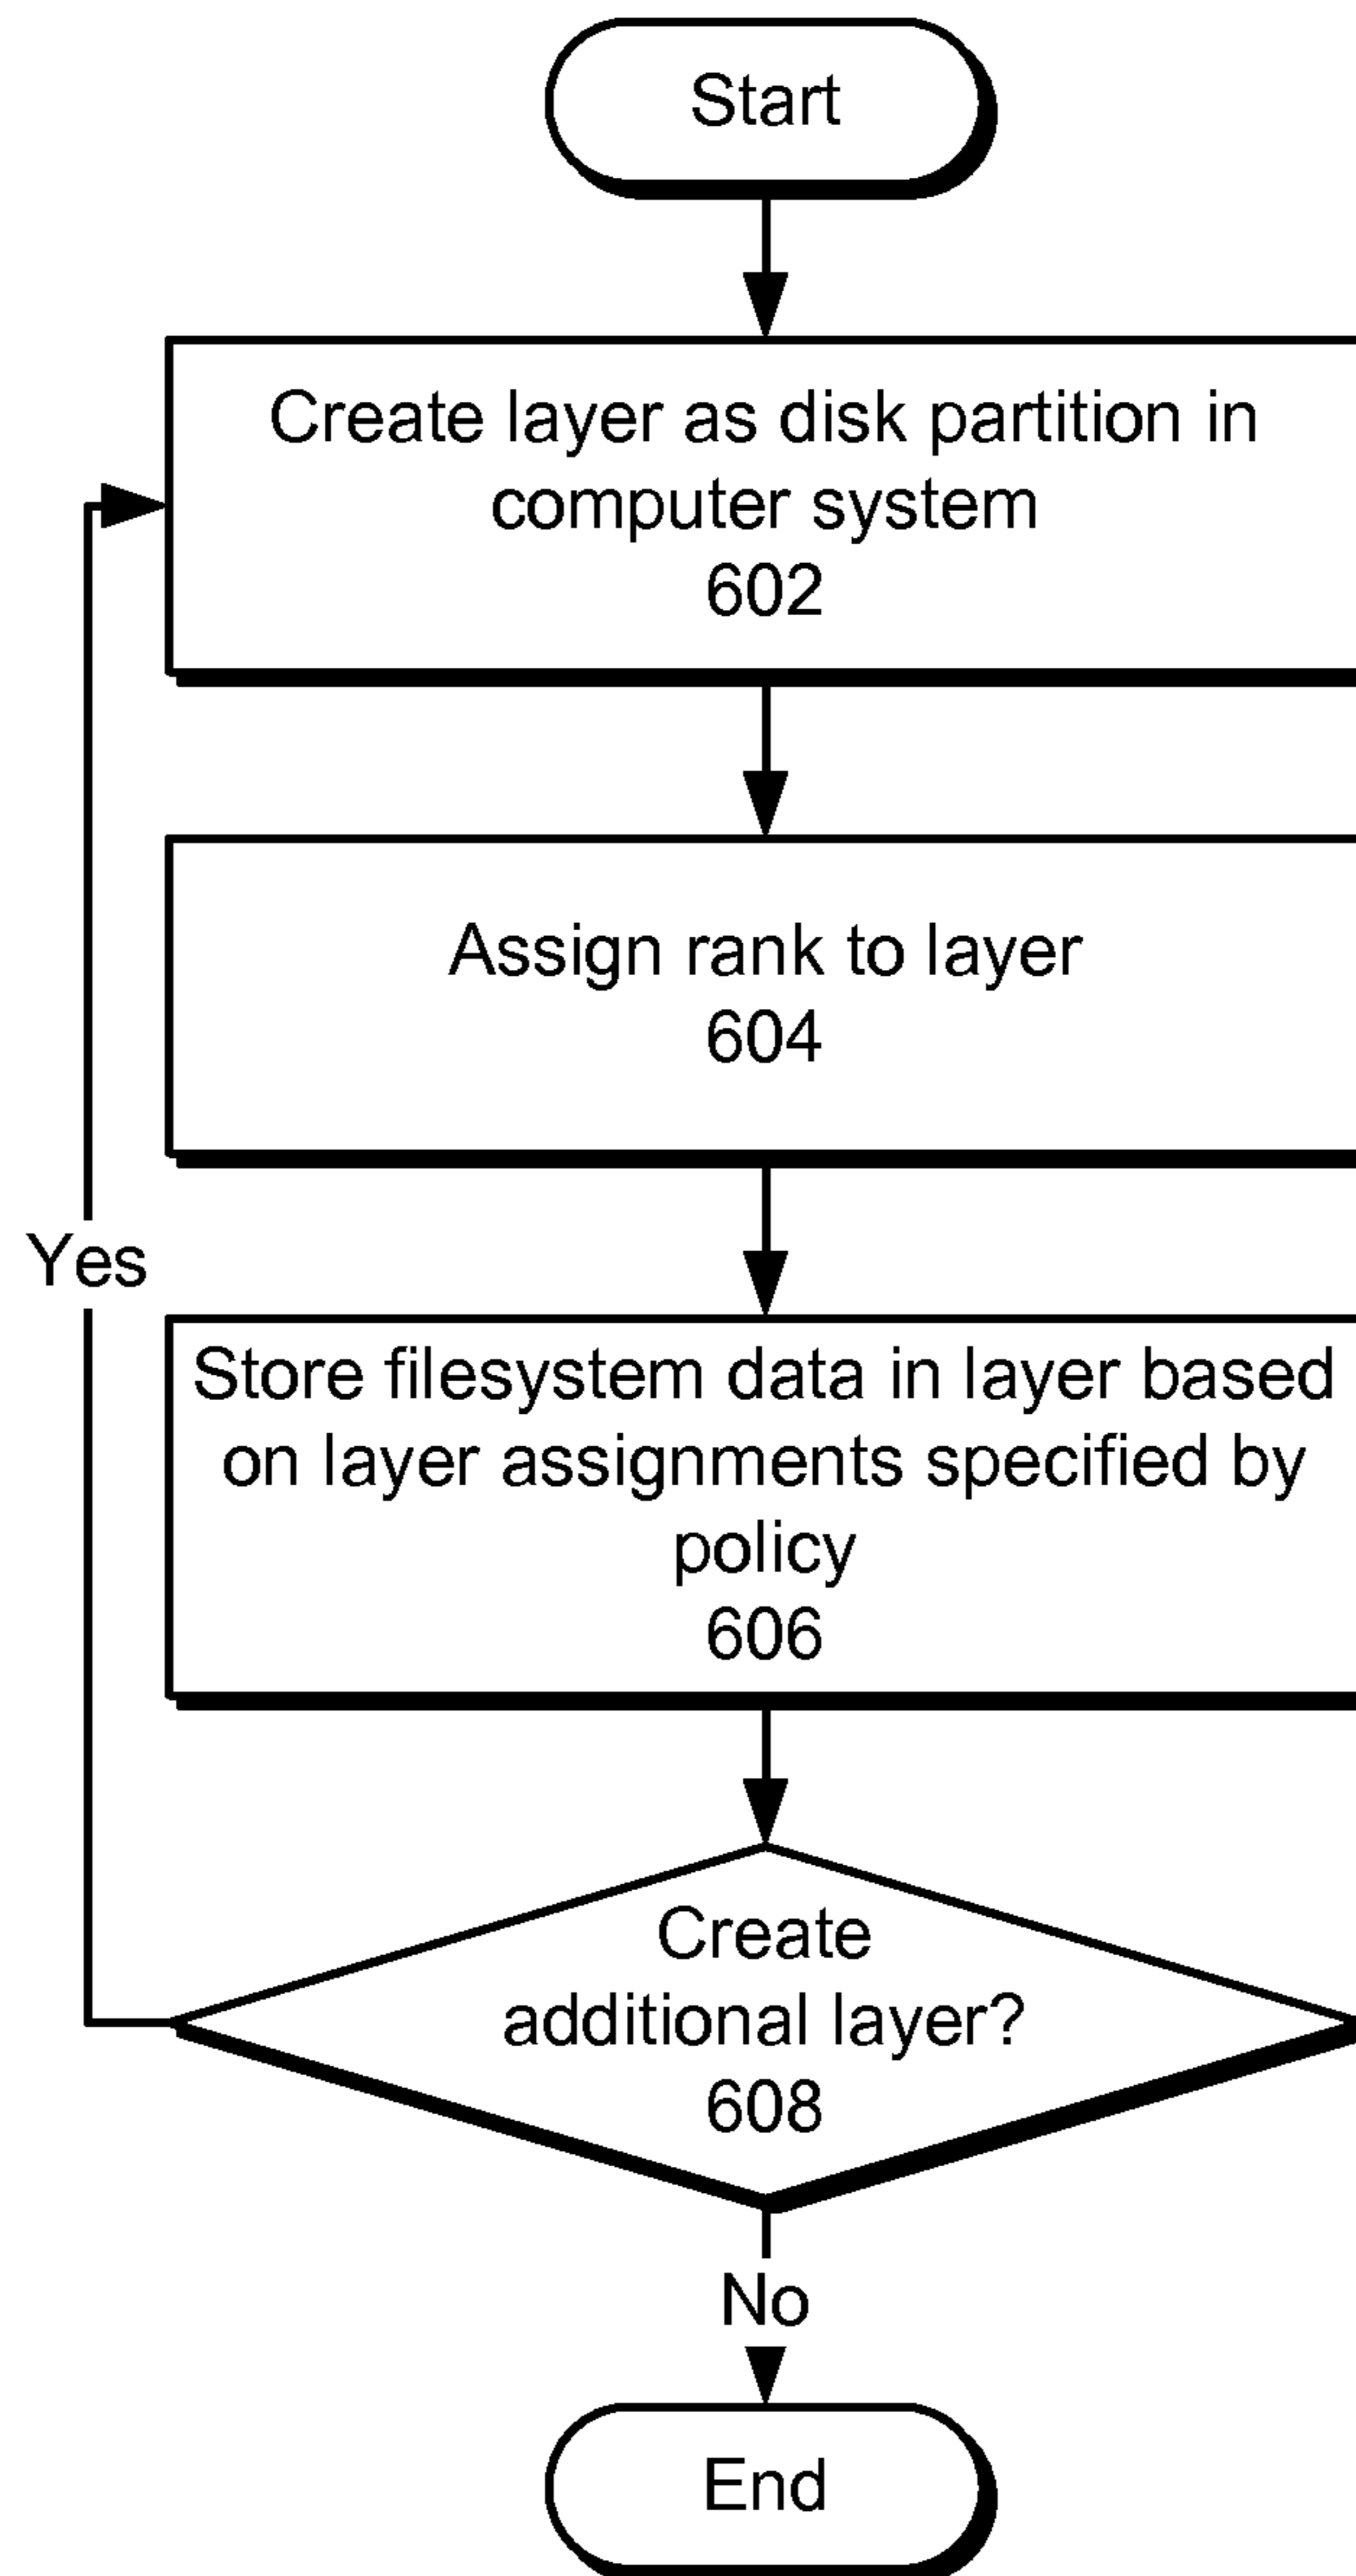 Start
Create layer as disk partition in
computer system
602
Assign rank to layer
604
Yes
Store filesystem data in layer based
on layer assignments specified by
policy
606
Create
additional layer?
608
No
End